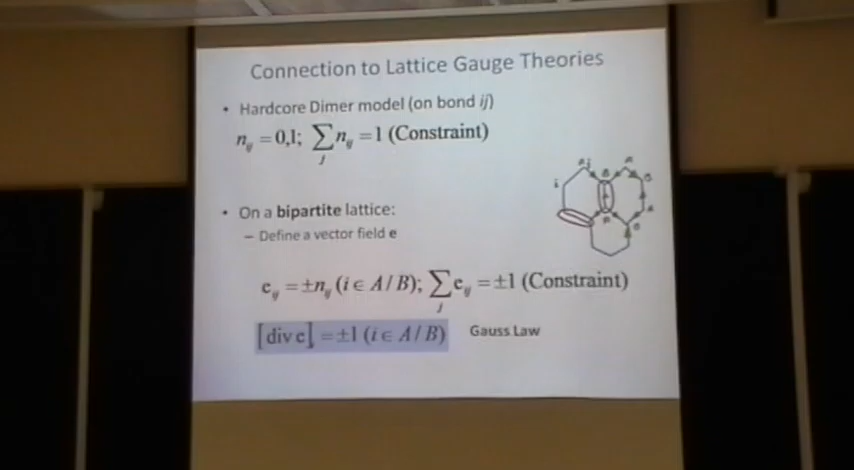 Connection to Lattice Gauge Theories
• Hardcore Dimer model (on bond ij)
n_ij = 0,1; ∑_j n_ij = 1 (Constraint)
• On a bipartite lattice:
– Define a vector field e
e_ij = ±n_ij (i ∈ A / B); ∑_j e_ij = ±1 (Constraint)
[div e]_i = ±1 (i ∈ A / B) Gauss Law